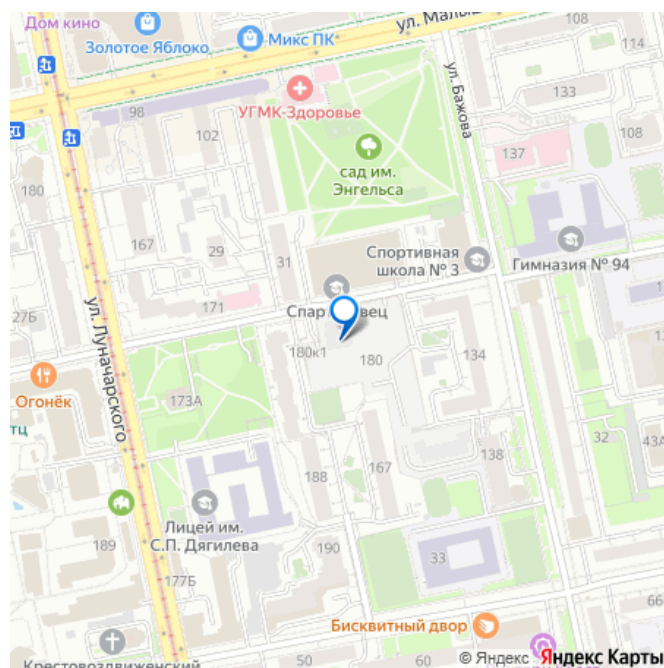 Дом кино
Золотое Яблоко
Микс ПК
ул. Малы
108
114
98
102
УГМК-Здоровье
ул. Бажова
133
137
108
сад им.
Энгельса
180
167
29
31
Спортивная
школа № 3
Гимназия № 94
27Б
171
ул. Луначарского
180к1
180
134
Огонёк
тц
173А
188
167
138
32
43А
Лицей им.
С.П. Дягилева
189
190
33
177Б
66
Бисквитный двор
Крестовоздвиженский
50
60
© Яндекс
Яндекс Карты